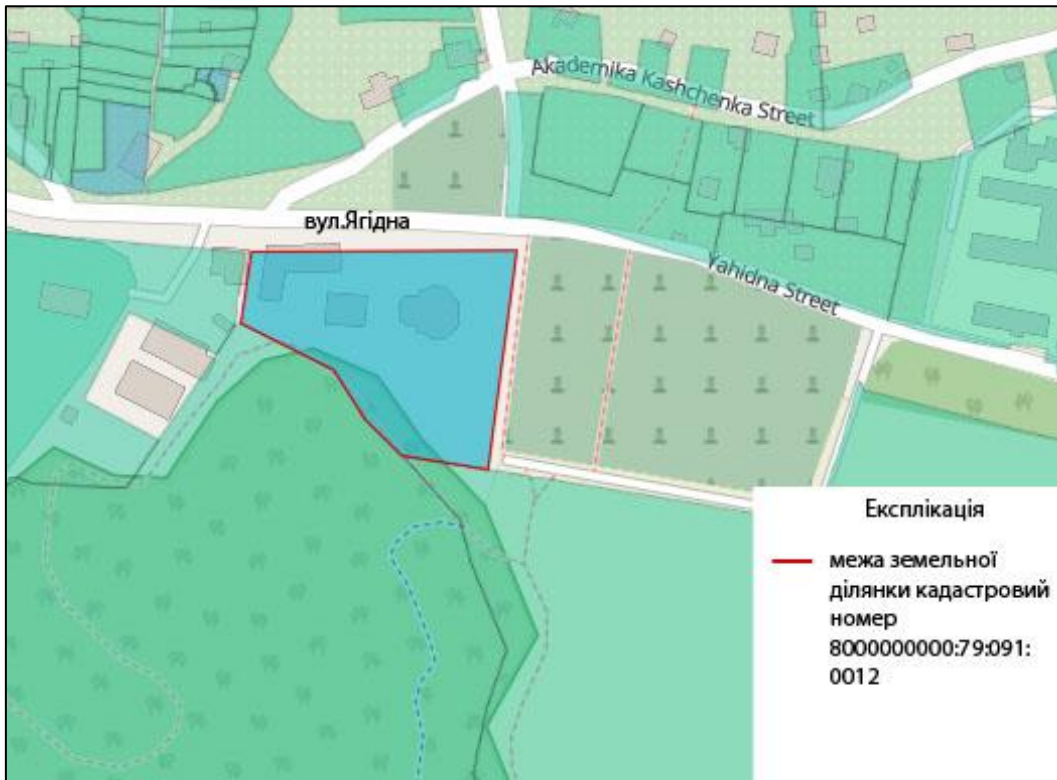 Akademika Kashchenka Street
вул.Ягідна
Yahidna Street
Експлікація
межа земельної
ділянки кадастровий
номер
8000000000:79:091:
0012